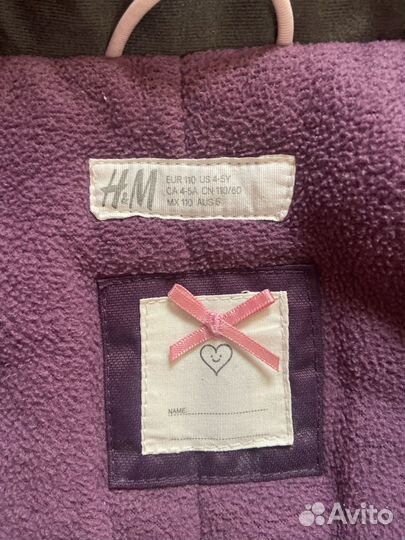 H&M
EUR 110 US 4-5Y
CA 4-5A CN 110/60
MX 110 AUS 5
NAME:
Avito